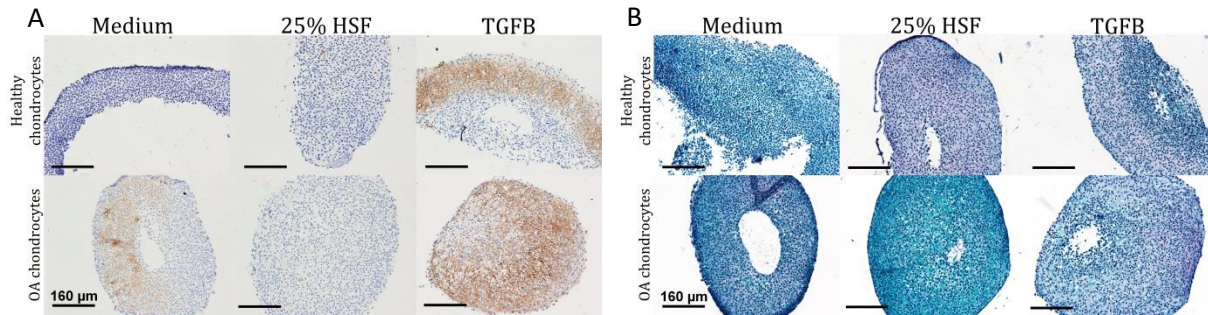 A
Medium 25% HSF TGFB
Healthy
chondrocytes
OA chondrocytes
160 µm
B
Medium 25% HSF TGFB
Healthy
chondrocytes
OA chondrocytes
160 µm